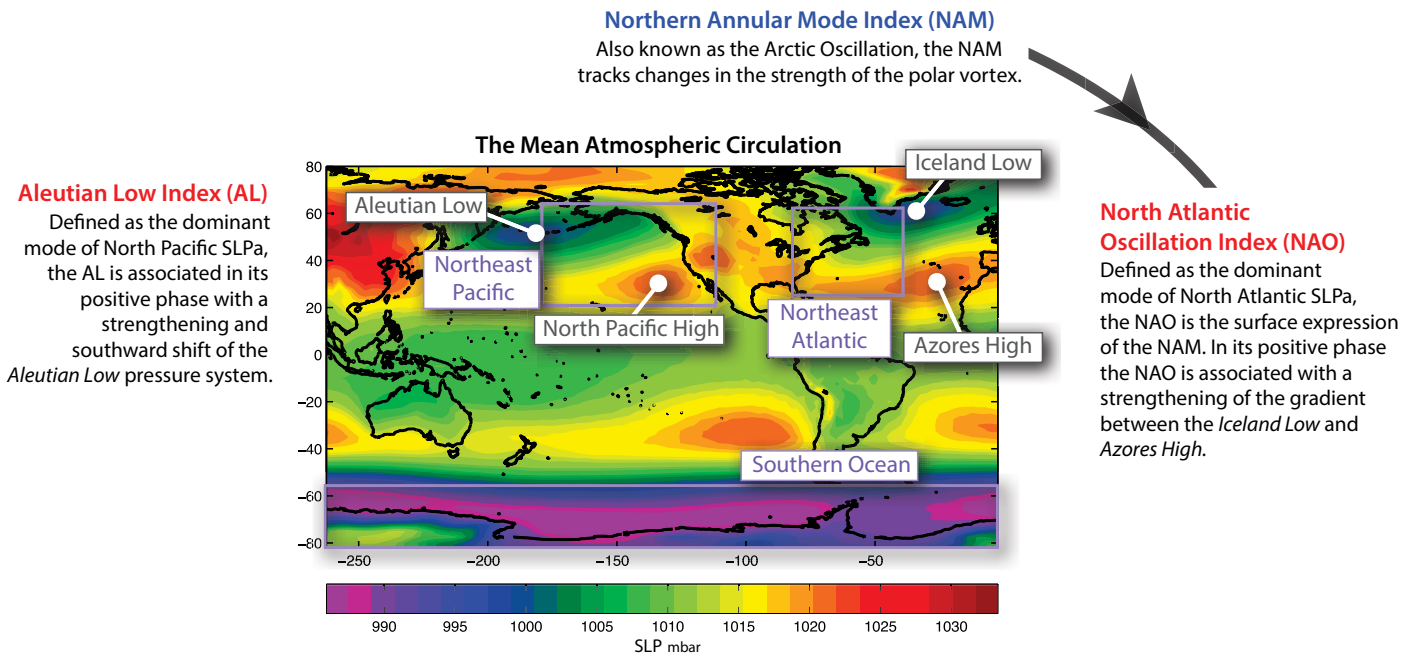 Northern Annular Mode Index (NAM)
Also known as the Arctic Oscillation, the NAM
tracks changes in the strength of the polar vortex.
The Mean Atmospheric Circulation
Aleutian Low Index (AL)
Defined as the dominant
mode of North Pacific SLPa,
the AL is associated in its
positive phase with a
strengthening and
southward shift of the
Aleutian Low pressure system.
80
60
40
20
0
−20
−40
−60
−80
Iceland Low
Aleutian Low
Northeast
Pacific
North Pacific High
Northeast
Atlantic
Azores High
Southern Ocean
−250
−200
−150
−100
−50
990
995
1000
1005
1010
1015
1020
1025
1030
SLP mbar
North Atlantic
Oscillation Index (NAO)
Defined as the dominant
mode of North Atlantic SLPa,
the NAO is the surface expression
of the NAM. In its positive phase
the NAO is associated with a
strengthening of the gradient
between the Iceland Low and
Azores High.